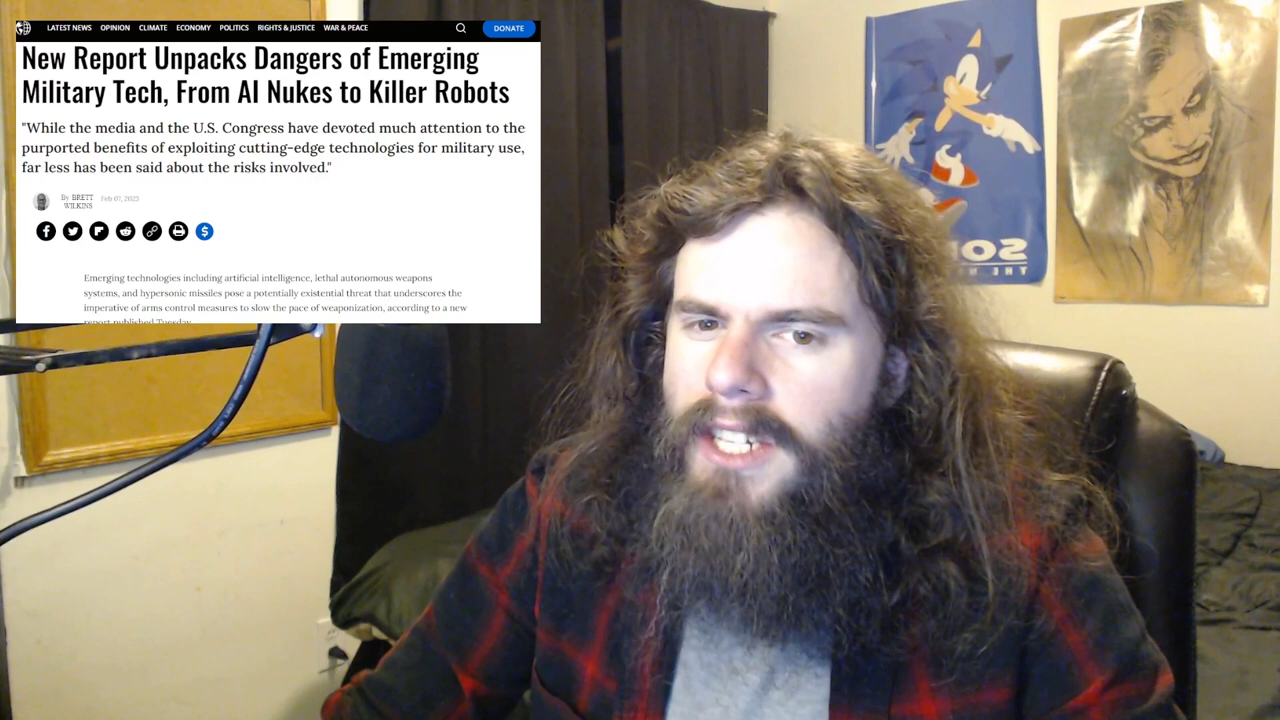 LATEST NEWS OPINION CLIMATE ECONOMY POLITICS RIGHTS & JUSTICE WAR & PEACE DONATE
New Report Unpacks Dangers of Emerging
Military Tech, From AI Nukes to Killer Robots
"While the media and the U.S. Congress have devoted much attention to the
purported benefits of exploiting cutting-edge technologies for military use,
far less has been said about the risks involved."
By BRETT
WILKINS
Feb 07, 2023
Emerging technologies including artificial intelligence, lethal autonomous weapons
systems, and hypersonic missiles pose a potentially existential threat that underscores the
imperative of arms control measures to slow the pace of weaponization, according to a new
report published Tuesday
SO
THE